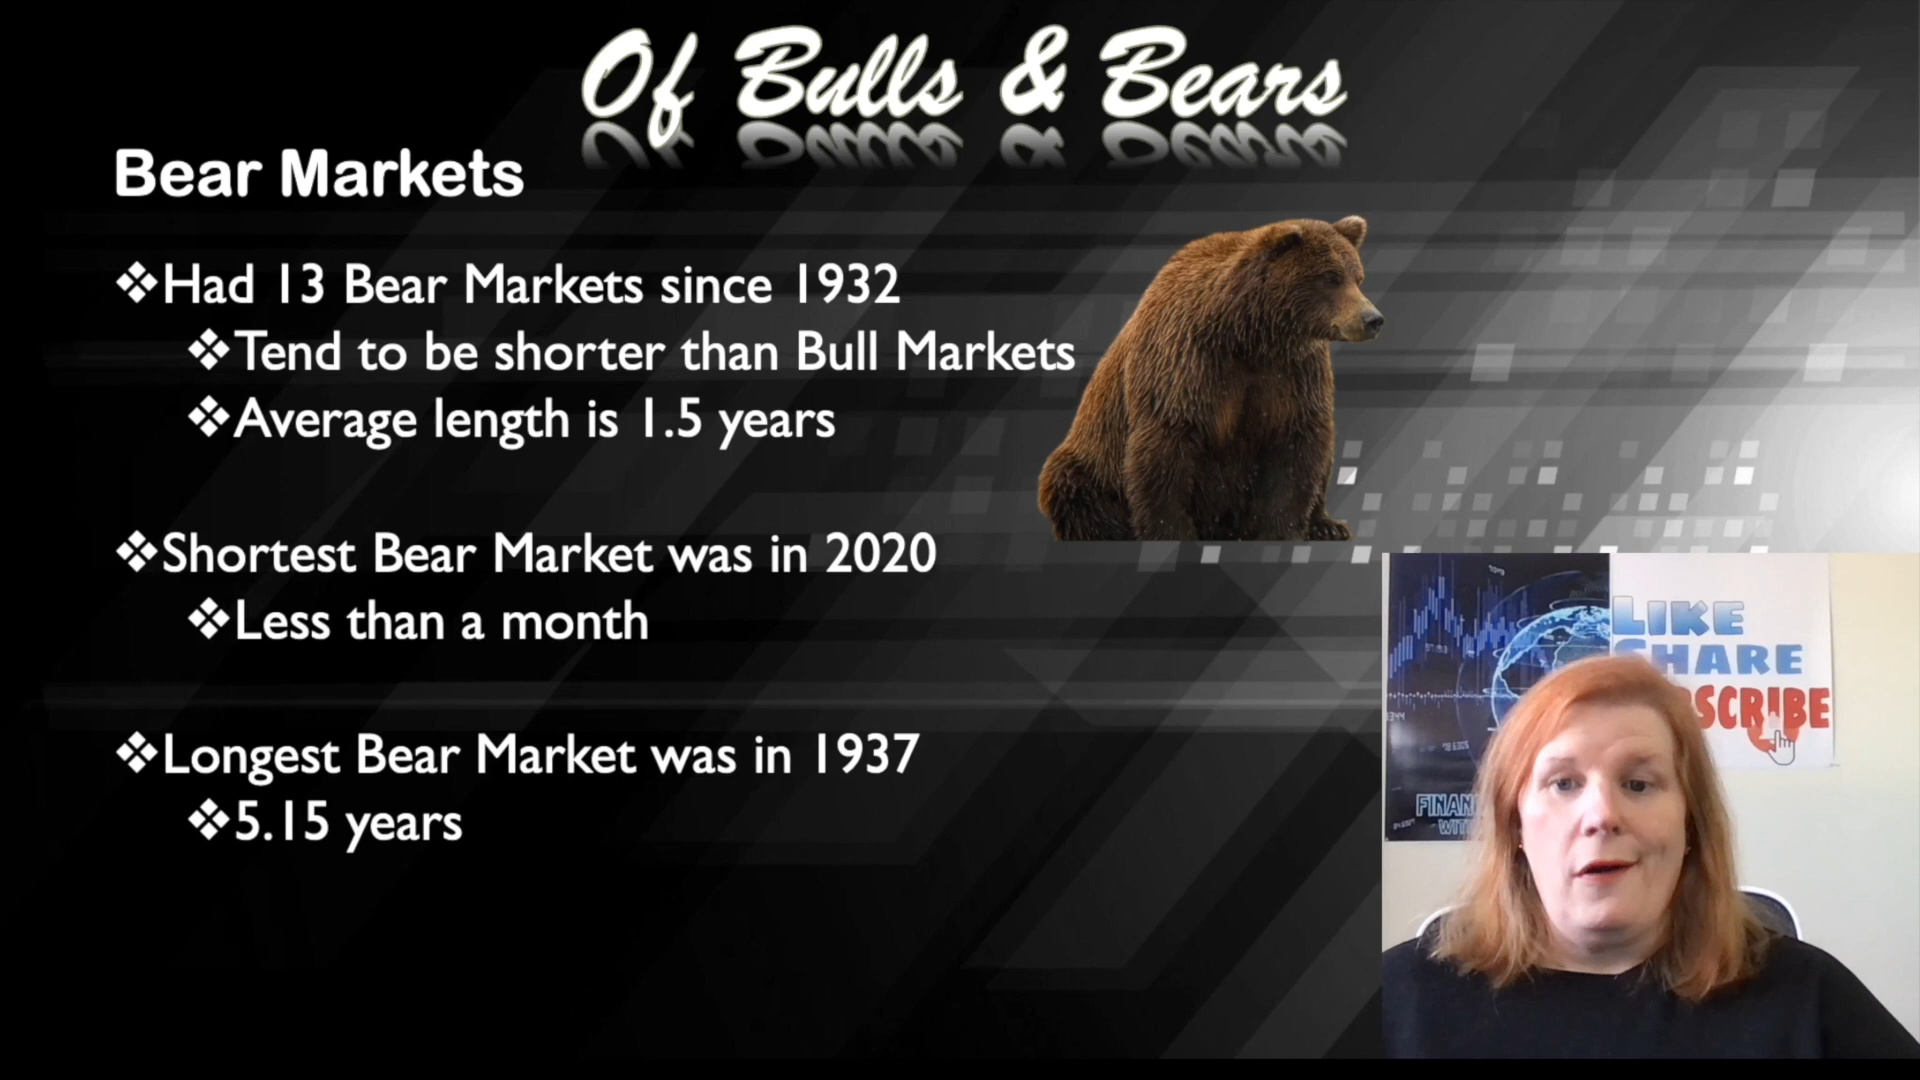 Of Bulls & Bears
Bear Markets
❖Had 13 Bear Markets since 1932
❖Tend to be shorter than Bull Markets
❖Average length is 1.5 years
❖Shortest Bear Market was in 2020
❖Less than a month
❖Longest Bear Market was in 1937
❖5.15 years
LIKE
SHARE